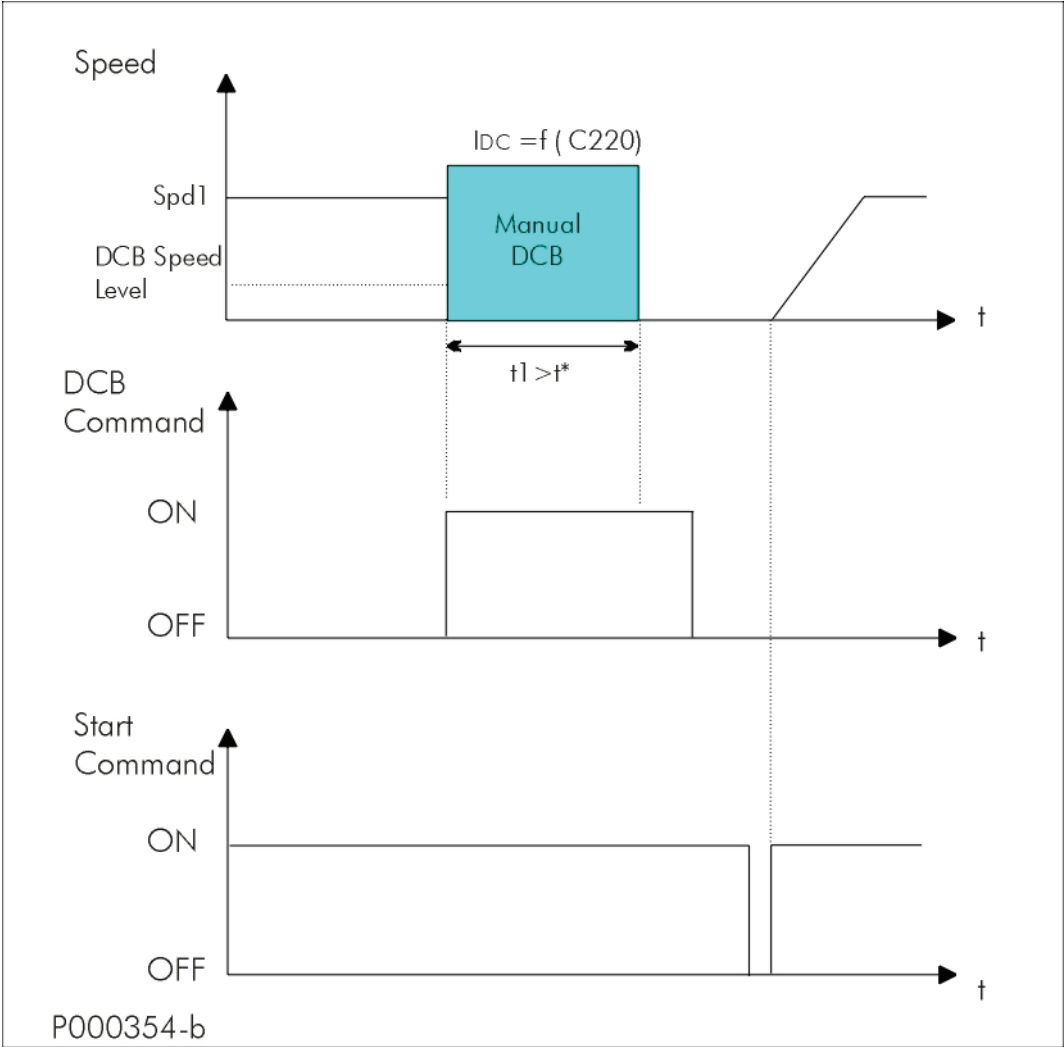 Speed
IDC =f ( C220)
Spd1
Manual
DCB
DCB Speed
Level
t
t1 >t*
DCB
Command
ON
OFF
t
Start
Command
ON
OFF
t
P000354-b